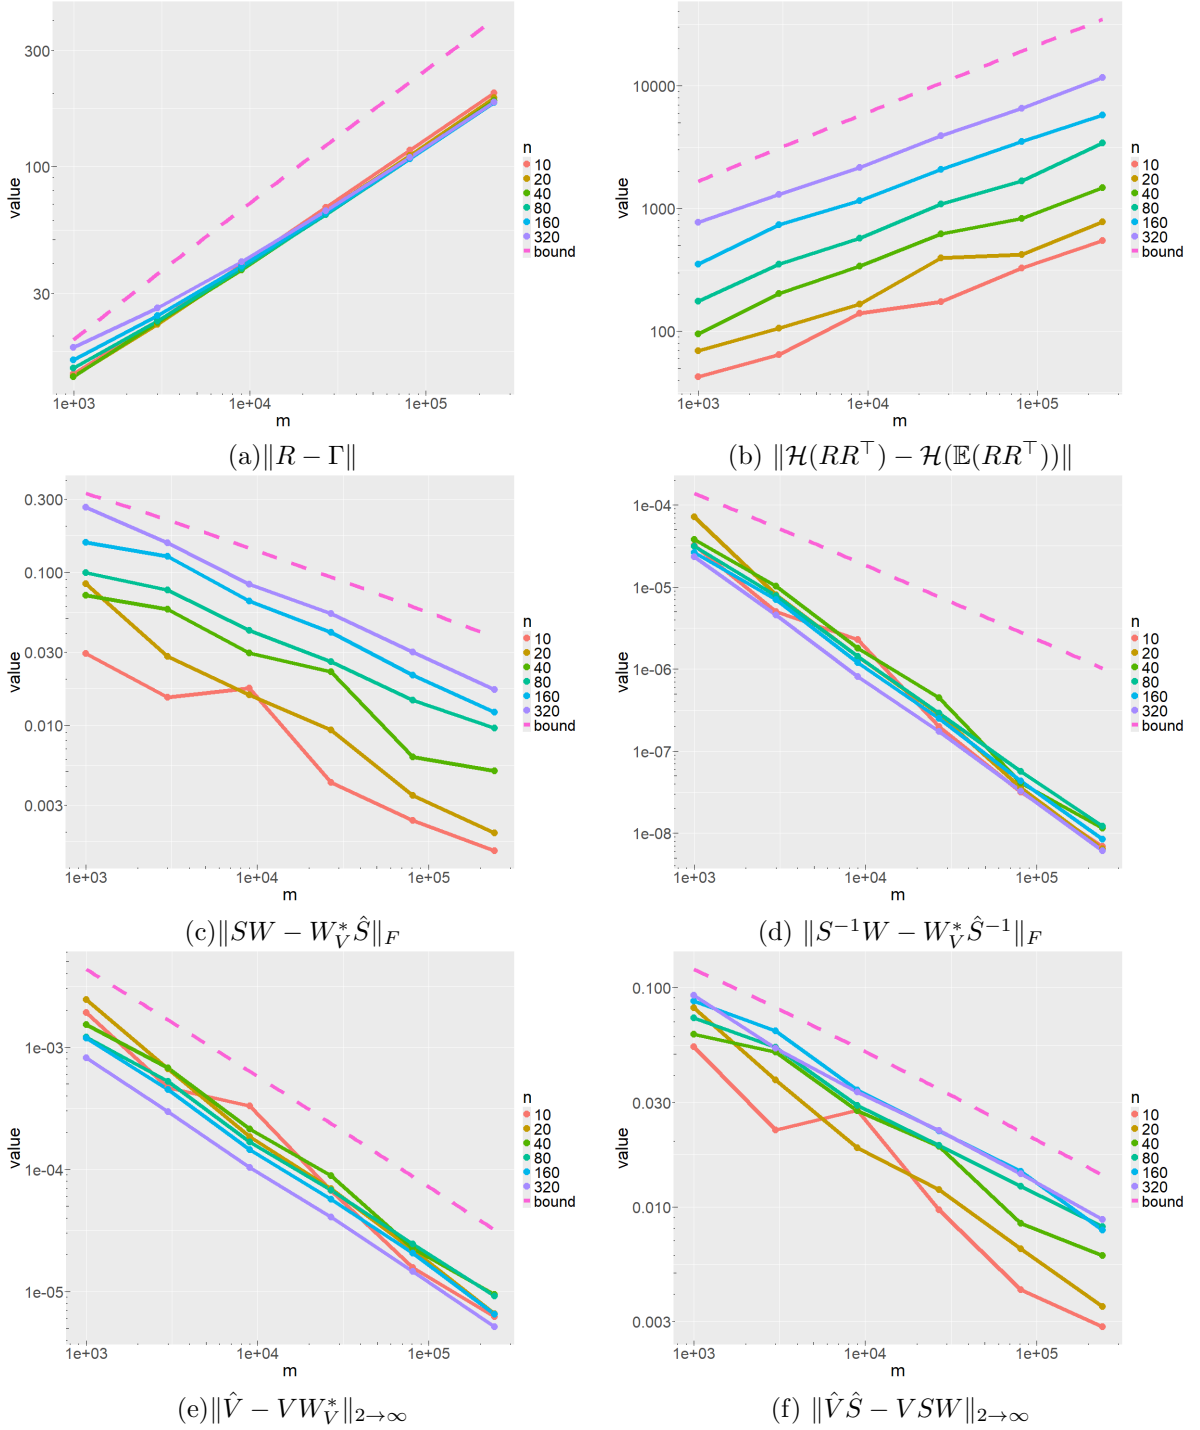 300
100
30
value
1e+03
1e+04
1e+05
m
n
10
20
40
80
160
320
bound
(a)‖R − Γ‖
10000
1000
100
value
1e+03
1e+04
1e+05
m
n
10
20
40
80
160
320
bound
(b) ‖ℋ(RR⊤) − ℋ(𝔼(RR⊤))‖
0.300
0.100
0.030
0.010
0.003
value
1e+03
1e+04
1e+05
m
n
10
20
40
80
160
320
bound
(c)‖SW − W*_V Ŝ‖_F
1e-04
1e-05
1e-06
1e-07
1e-08
value
1e+03
1e+04
1e+05
m
n
10
20
40
80
160
320
bound
(d) ‖S⁻¹W − W*_V Ŝ⁻¹‖_F
1e-03
1e-04
1e-05
value
1e+03
1e+04
1e+05
m
n
10
20
40
80
160
320
bound
(e)‖V̂ − VW*_V‖_{2→∞}
0.100
0.030
0.010
0.003
value
1e+03
1e+04
1e+05
m
n
10
20
40
80
160
320
bound
(f) ‖V̂Ŝ − VSW‖_{2→∞}